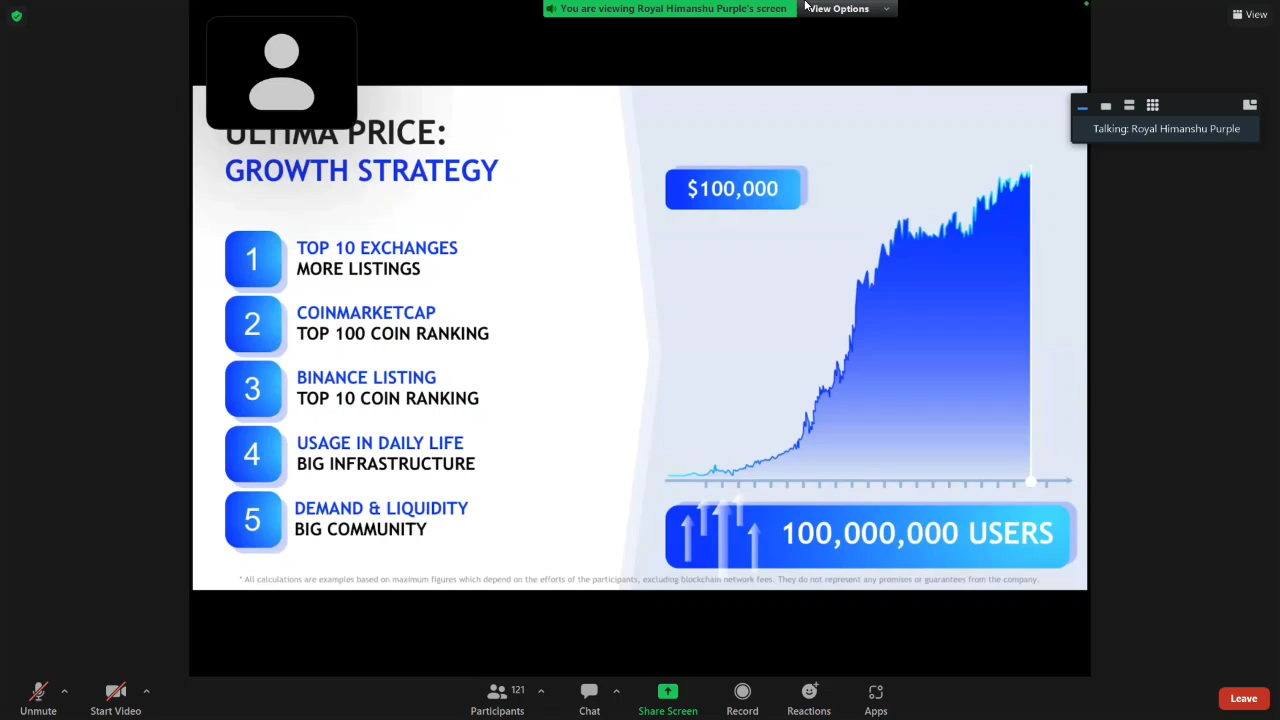 You are viewing Royal Himanshu Purple's screen
View Options
View
Talking: Royal Himanshu Purple
ULTIMA PRICE:
GROWTH STRATEGY
$100,000
1
TOP 10 EXCHANGES
MORE LISTINGS
2
COINMARKETCAP
TOP 100 COIN RANKING
3
BINANCE LISTING
TOP 10 COIN RANKING
4
USAGE IN DAILY LIFE
BIG INFRASTRUCTURE
5
DEMAND & LIQUIDITY
BIG COMMUNITY
100,000,000 USERS
* All calculations are examples based on maximum figures which depend on the efforts of the participants, excluding blockchain network fees. They do not represent any promises or guarantees from the company.
Unmute
Start Video
Participants
121
Chat
Share Screen
Record
Reactions
Apps
Leave